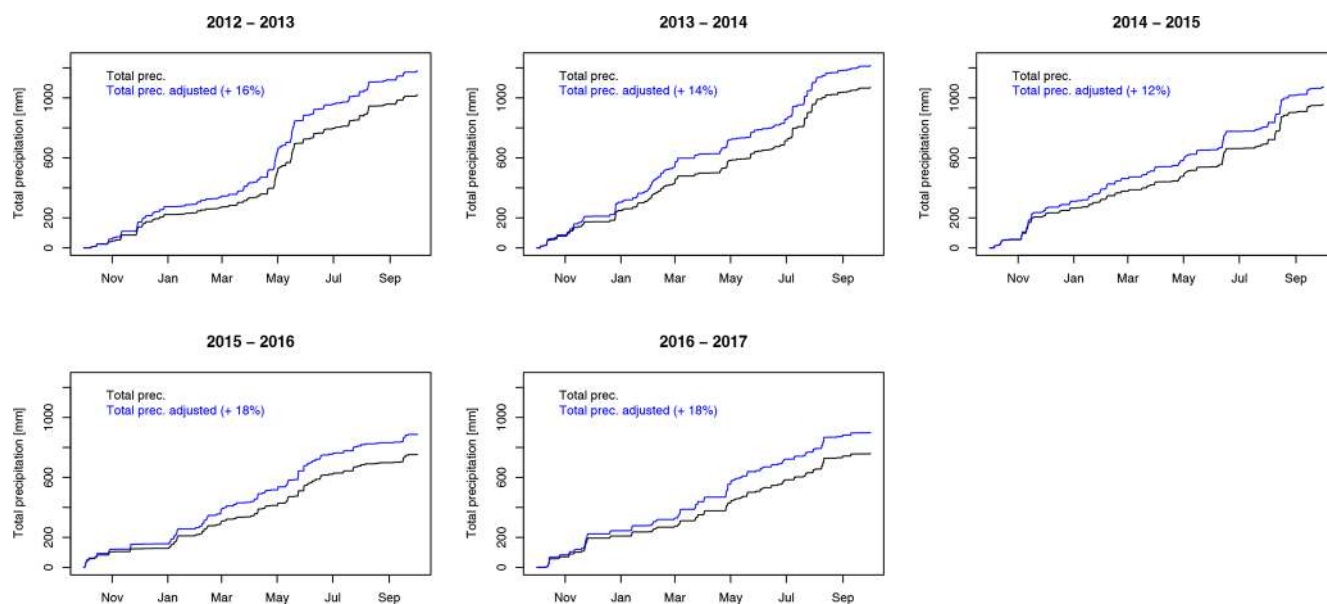 2012 – 2013
Total precipitation [mm]
0 200 600 1000
Total prec.
Total prec. adjusted (+ 16%)
Nov Jan Mar May Jul Sep
2013 – 2014
Total precipitation [mm]
0 200 600 1000
Total prec.
Total prec. adjusted (+ 14%)
Nov Jan Mar May Jul Sep
2014 – 2015
Total precipitation [mm]
0 200 600 1000
Total prec.
Total prec. adjusted (+ 12%)
Nov Jan Mar May Jul Sep
2015 – 2016
Total precipitation [mm]
0 200 600 1000
Total prec.
Total prec. adjusted (+ 18%)
Nov Jan Mar May Jul Sep
2016 – 2017
Total precipitation [mm]
0 200 600 1000
Total prec.
Total prec. adjusted (+ 18%)
Nov Jan Mar May Jul Sep